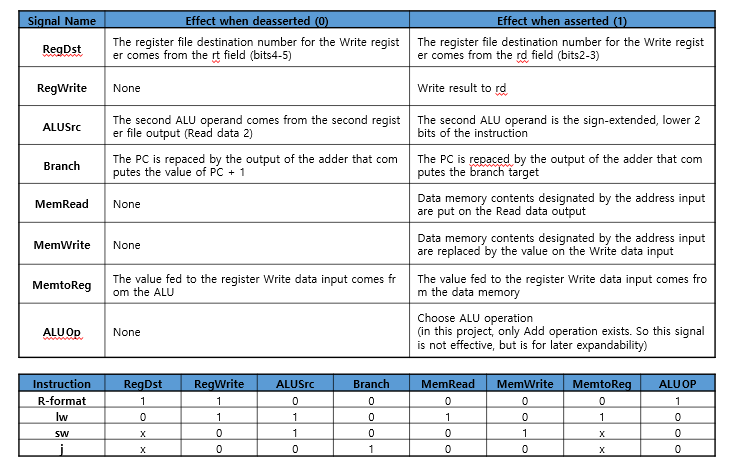 Signal Name Effect when deasserted (0) Effect when asserted (1)
RegDst
The register file destination number for the Write regist
er comes from the rt field (bits4-5)
The register file destination number for the Write regist
er comes from the rd field (bits2-3)
RegWrite None Write result to rd
ALUSrc
The second ALU operand comes from the second regist
er file output (Read data 2)
The second ALU operand is the sign-extended, lower 2
bits of the instruction
Branch
The PC is repaced by the output of the adder that com
putes the value of PC + 1
The PC is repaced by the output of the adder that com
putes the branch target
MemRead None
Data memory contents designated by the address input
are put on the Read data output
MemWrite None
Data memory contents designated by the address input
are replaced by the value on the Write data input
MemtoReg
The value fed to the register Write data input comes fr
om the ALU
The value fed to the register Write data input comes fro
m the data memory
ALUOp None
Choose ALU operation
(in this project, only Add operation exists. So this signal
is not effective, but is for later expandability)
Instruction RegDst RegWrite ALUSrc Branch MemRead MemWrite MemtoReg ALUOP
R-format 1 1 0 0 0 0 0 1
lw 0 1 1 0 1 0 1 0
sw x 0 1 0 0 1 x 0
j x 0 0 1 0 0 x 0